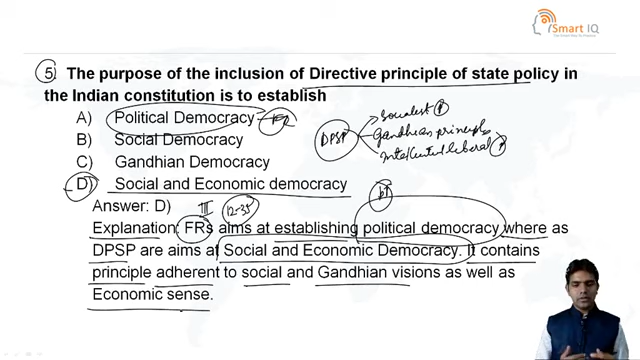 Smart IQ
5. The purpose of the inclusion of Directive principle of state policy in
the Indian constitution is to establish
A) Political Democracy
B) Social Democracy
C) Gandhian Democracy
D) Social and Economic democracy
DPSP
Socialist P
Gandhian principles
Intellectual liberal P
Answer: D)
III
12-35
Explanation: FRs aims at establishing political democracy where as
DPSP are aims at Social and Economic Democracy. It contains
principle adherent to social and Gandhian visions as well as
Economic sense.